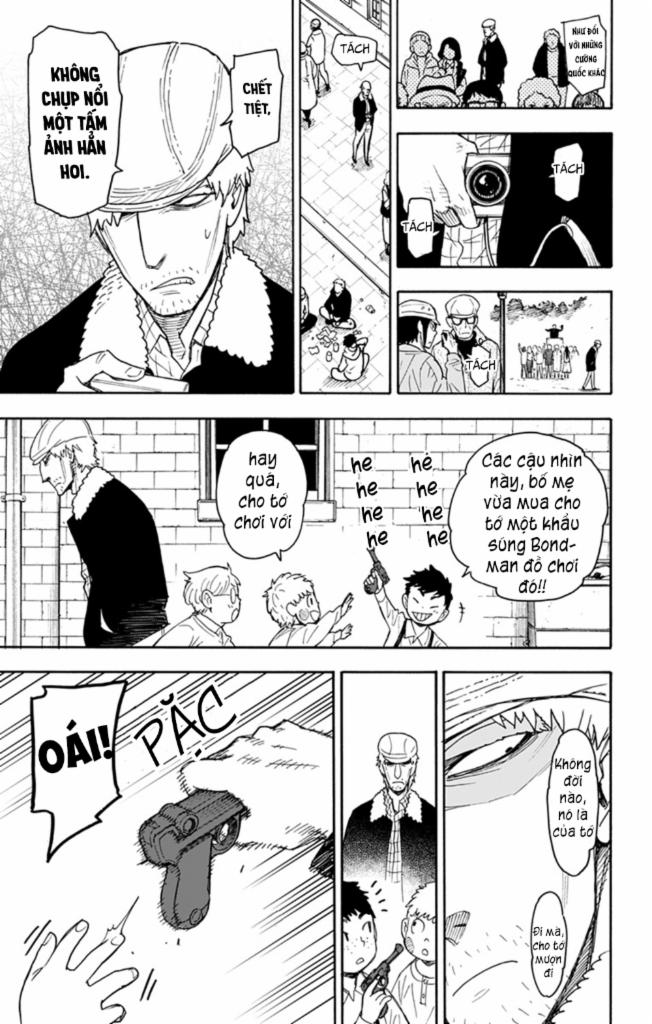 NHƯ ĐỐI
VỚI NHỮNG
CƯỜNG
QUỐC KHÁC
TÁCH
TÁCH
TÁCH
TÁCH
CHẾT
TIỆT,
KHÔNG
CHỤP NỔI
MỘT TẤM
ẢNH HẲN
HOI.
Các cậu nhìn
này, bố mẹ
vừa mua cho
tớ một khẩu
súng Bond-
man đồ chơi
đó!!
hé
he
he
he
he
he
he
he
hay
quá,
cho tớ
chơi với
Không
đời
nào,
nó là
của tớ
Đi mà,
cho tớ
mượn
đi
PẶC
OÁI!